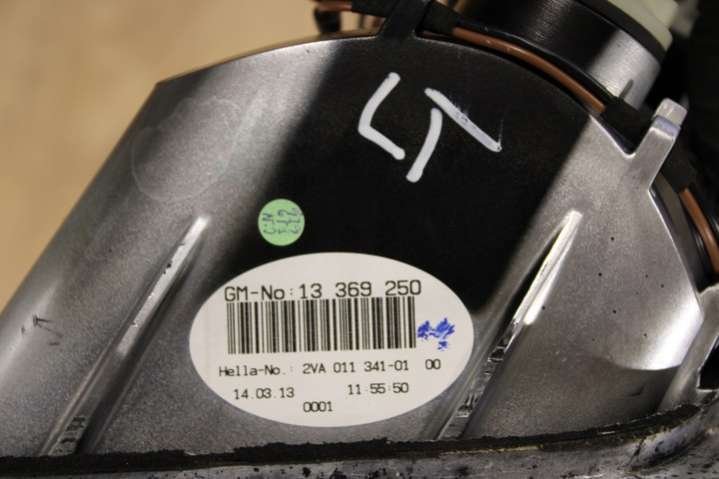 LT
GM-No: 13 369 250
Hella-No.: 2VA 011 341-01 00
14.03.13 11:55:50
0001